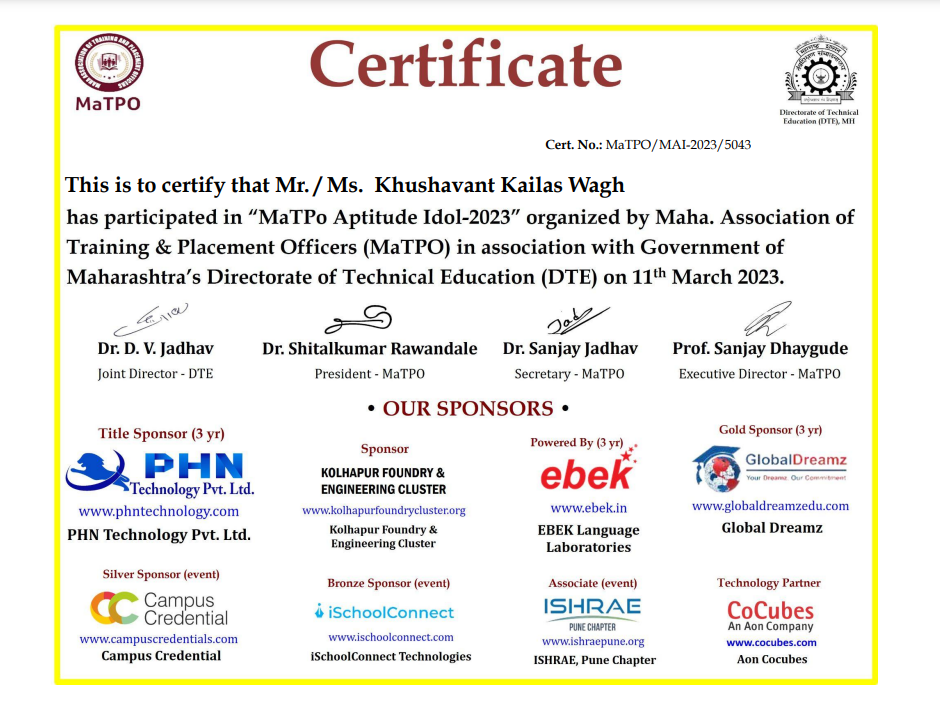 Certificate
MaTPO
Directorate of Technical
Education (DTE), MH
Cert. No.: MaTPO/MAI-2023/5043
This is to certify that Mr. / Ms. Khushavant Kailas Wagh
has participated in “MaTPo Aptitude Idol-2023” organized by Maha. Association of
Training & Placement Officers (MaTPO) in association with Government of
Maharashtra’s Directorate of Technical Education (DTE) on 11th March 2023.
Dr. D. V. Jadhav
Joint Director - DTE
Dr. Shitalkumar Rawandale
President - MaTPO
Dr. Sanjay Jadhav
Secretary - MaTPO
Prof. Sanjay Dhaygude
Executive Director - MaTPO
• OUR SPONSORS •
Title Sponsor (3 yr)
PHN
Technology Pvt. Ltd.
www.phntechnology.com
PHN Technology Pvt. Ltd.
Sponsor
KOLHAPUR FOUNDRY &
ENGINEERING CLUSTER
www.kolhapurfoundrycluster.org
Kolhapur Foundry &
Engineering Cluster
Powered By (3 yr)
ebek
www.ebek.in
EBEK Language
Laboratories
Gold Sponsor (3 yr)
GlobalDreamz
Your Dreamz. Our Commitment
www.globaldreamzedu.com
Global Dreamz
Silver Sponsor (event)
Campus
Credential
www.campuscredentials.com
Campus Credential
Bronze Sponsor (event)
iSchoolConnect
www.ischoolconnect.com
iSchoolConnect Technologies
Associate (event)
ISHRAE
PUNE CHAPTER
www.ishraepune.org
ISHRAE, Pune Chapter
Technology Partner
CoCubes
An Aon Company
www.cocubes.com
Aon Cocubes